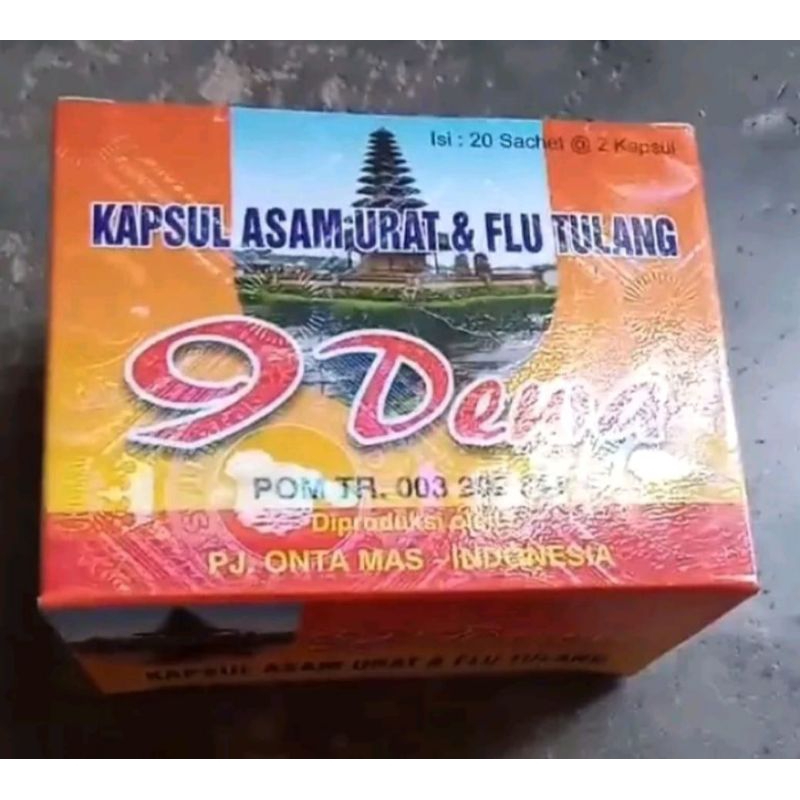 Isi : 20 Sachet @ 2 Kapsul
KAPSUL ASAM URAT & FLU TULANG
9 Dewa
POM TR. 003
Diproduksi oleh
PJ. ONTA MAS - INDONESIA
KAPSUL ASAM URAT & FLU TULANG